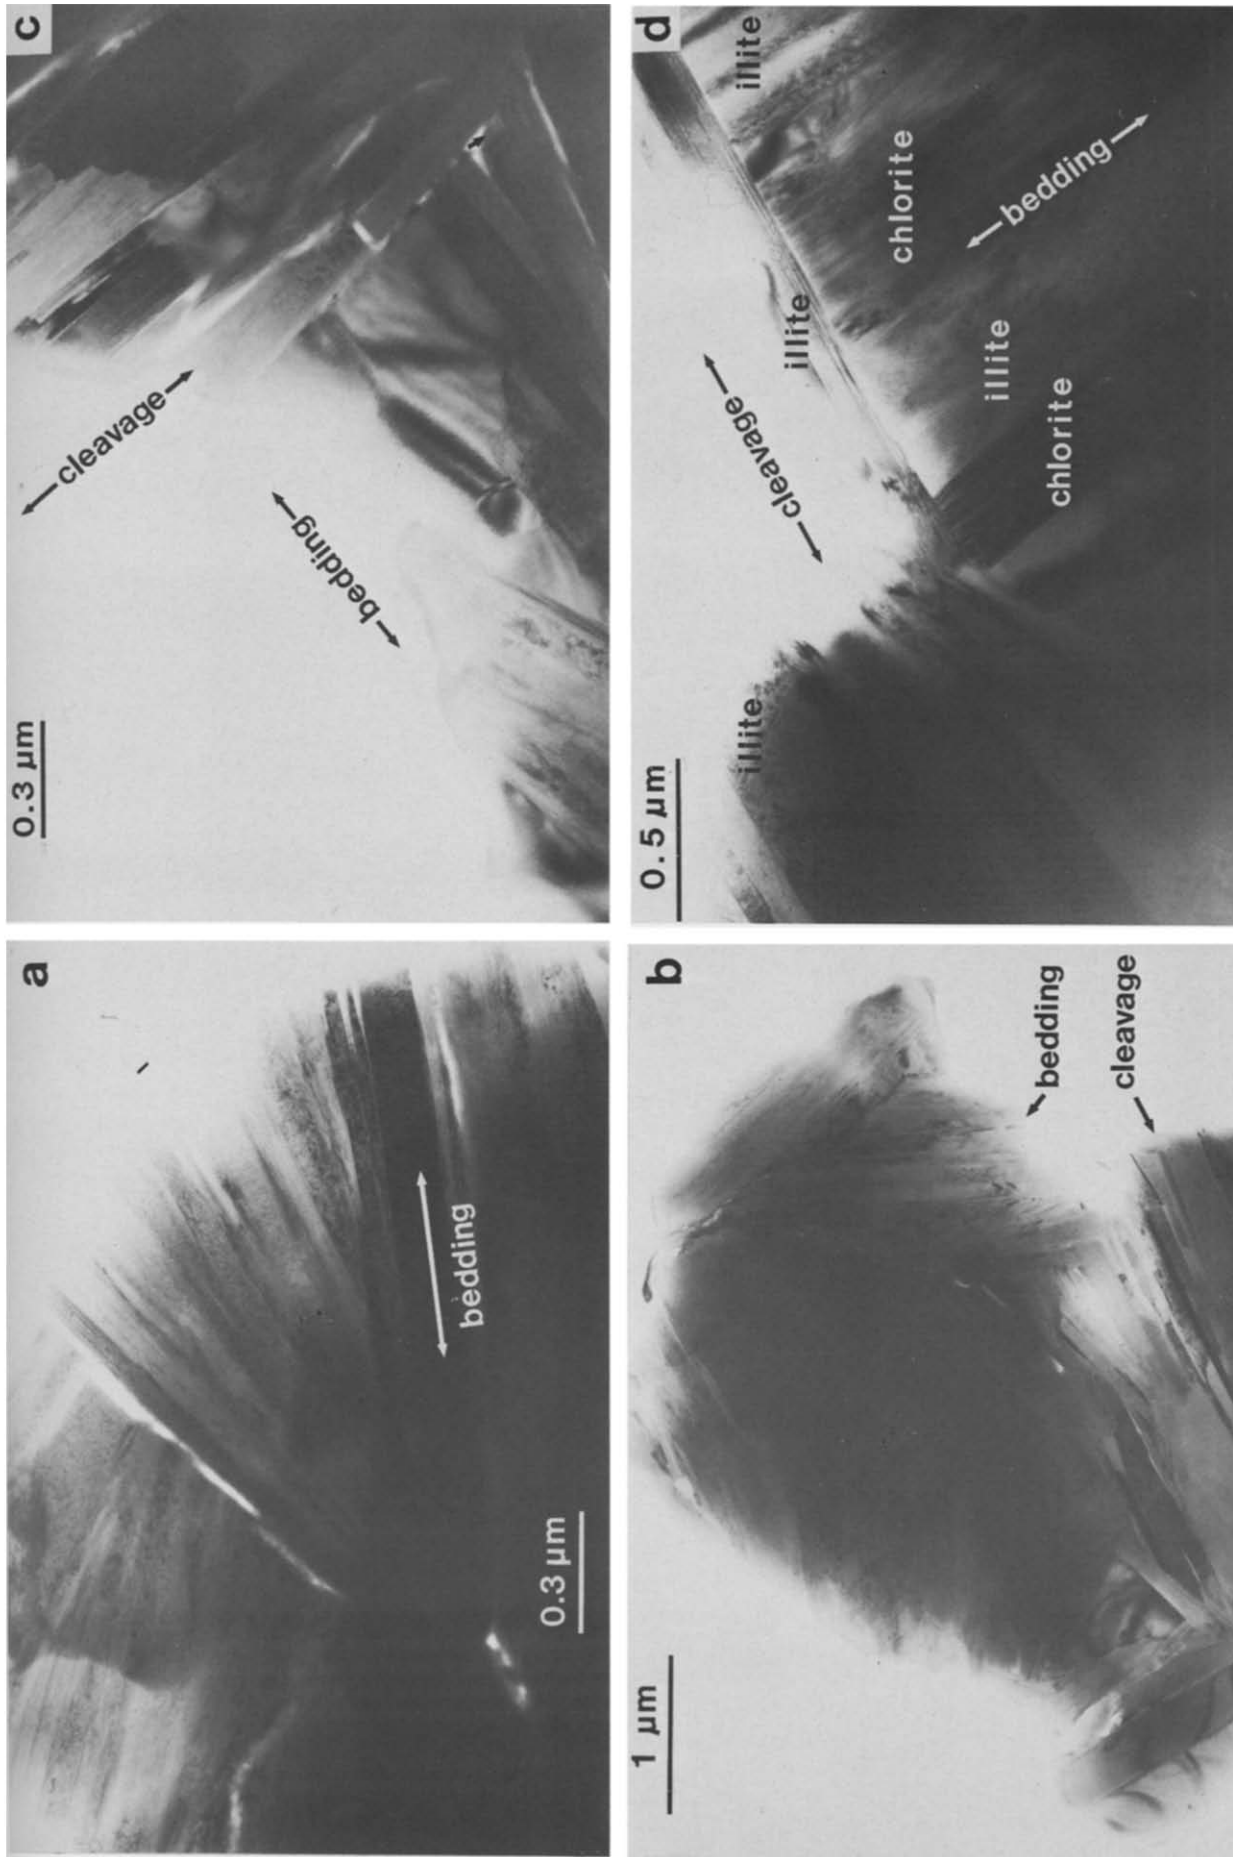 a
bedding
0.3 µm
c
0.3 µm
cleavage
bedding
b
1 µm
bedding
cleavage
d
0.5 µm
illite
cleavage
illite
illite
chlorite
illite
chlorite
bedding